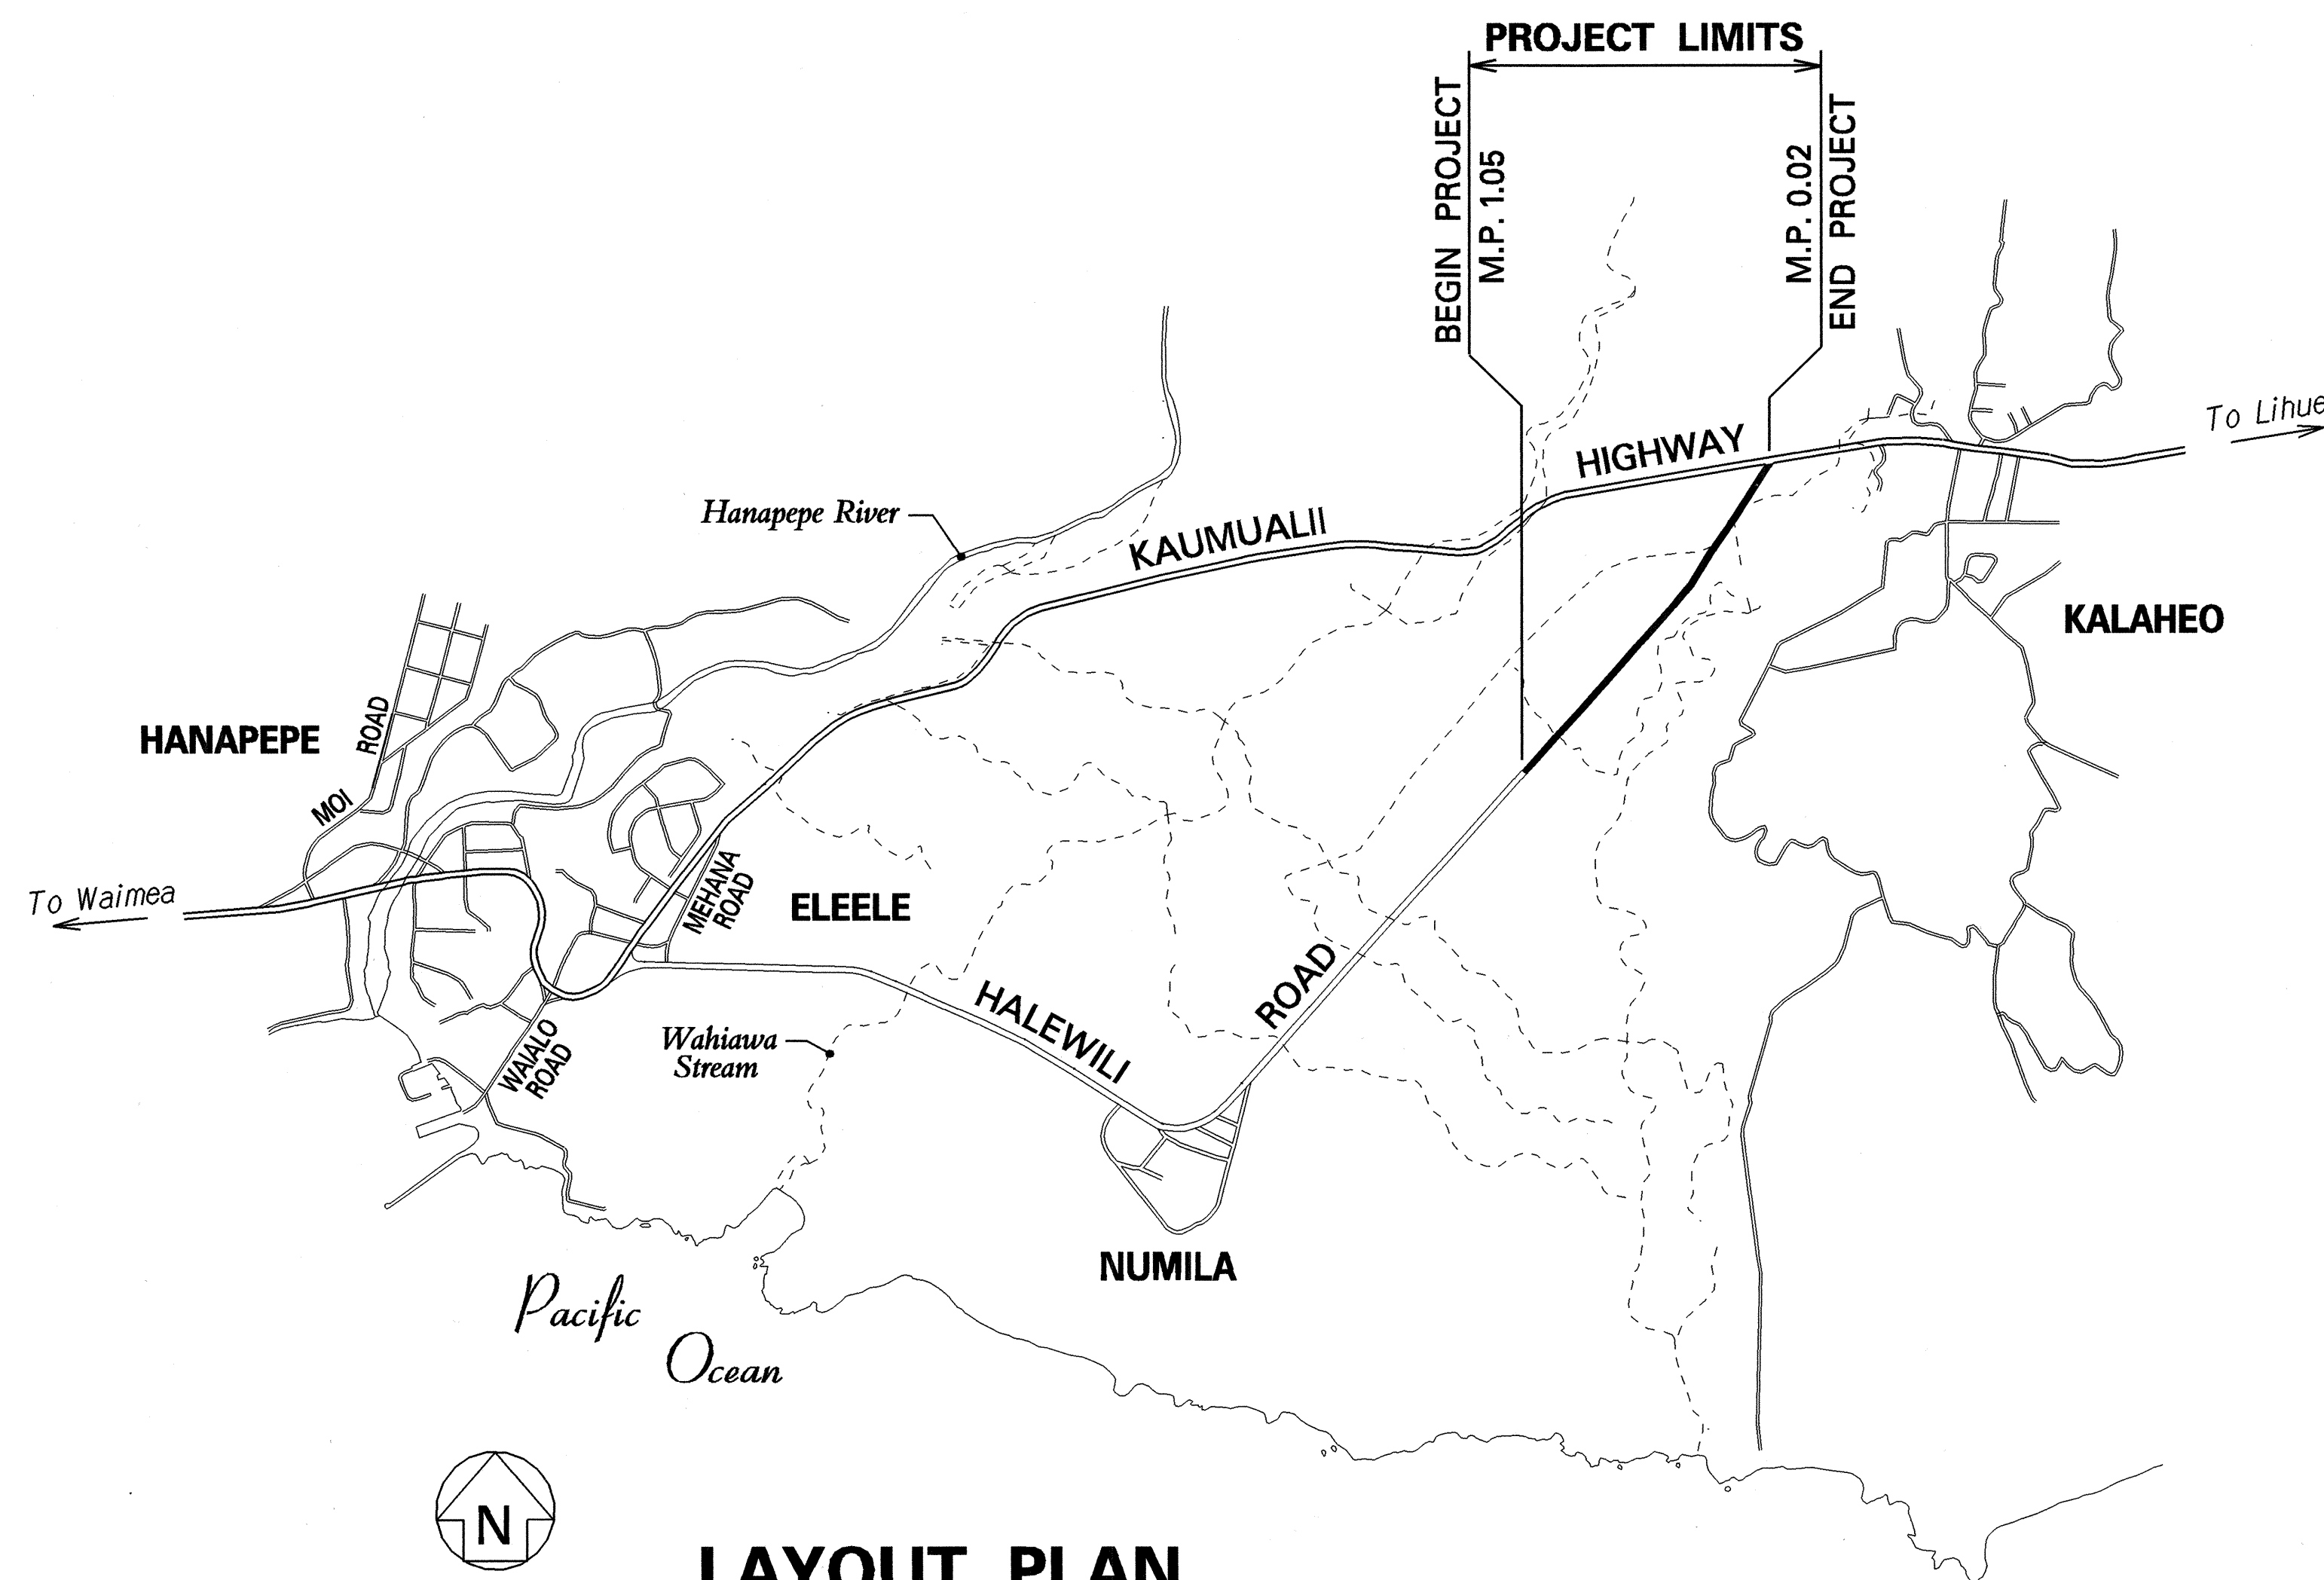 PROJECT LIMITS
BEGIN PROJECT
M.P. 1.05
M.P. 0.02
END PROJECT
To Lihue
HIGHWAY
Hanapepe River
KAUMUALII
KALAHEO
HANAPEPE
ROAD
MOI
To Waimea
MEHANA
ROAD
ELEELE
HALEWILI
ROAD
Wahiawa
Stream
WAIALO
ROAD
NUMILA
Pacific
Ocean
N
LAYOUT PLAN